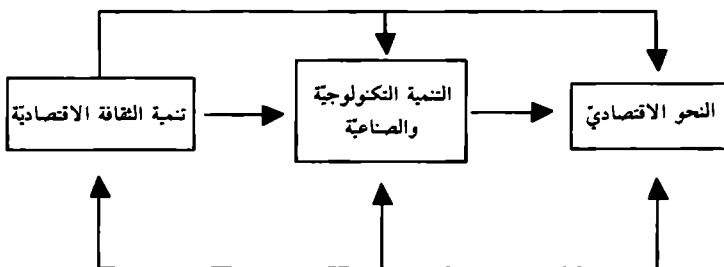 النحو الاقتصاديّ
التنمية التكنولوجيّة
والصناعيّة
تنمية الثقافة الاقتصاديّة